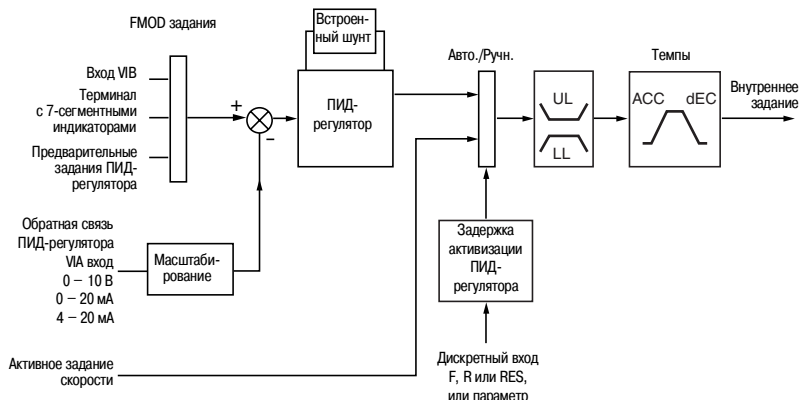 FMOD задания
Встроен-
ный шунт
Авто./Ручн.
Темпы
Вход VIB
Терминал
с 7-сегментными
индикаторами
Предварительные
задания ПИД-
регулятора
+
−
ПИД-
регулятор
UL
LL
ACC dEC
Внутреннее
задание
Обратная связь
ПИД-регулятора
VIA вход
0 – 10 В
0 – 20 мА
4 – 20 мА
Масштаби-
рование
Задержка
активизации
ПИД-
регулятора
Активное задание
скорости
Дискретный вход
F, R или RES,
или параметр